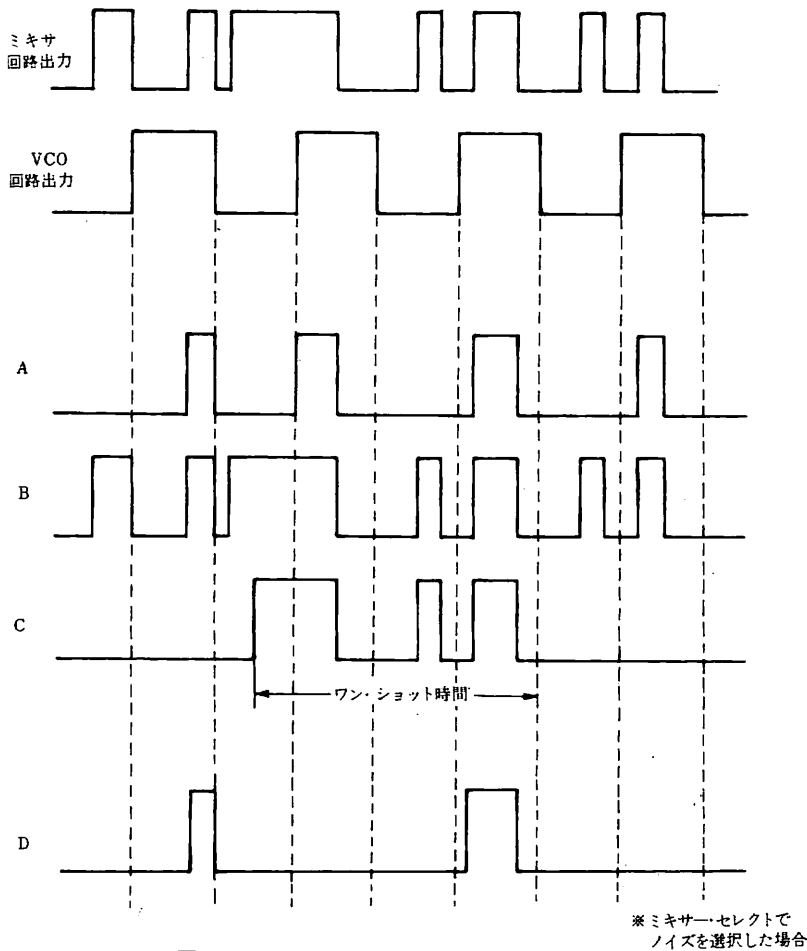 ミキサ
回路出力
VCO
回路出力
A
B
C
ワン・ショット時間
D
※ミキサー・セレクトで
ノイズを選択した場合